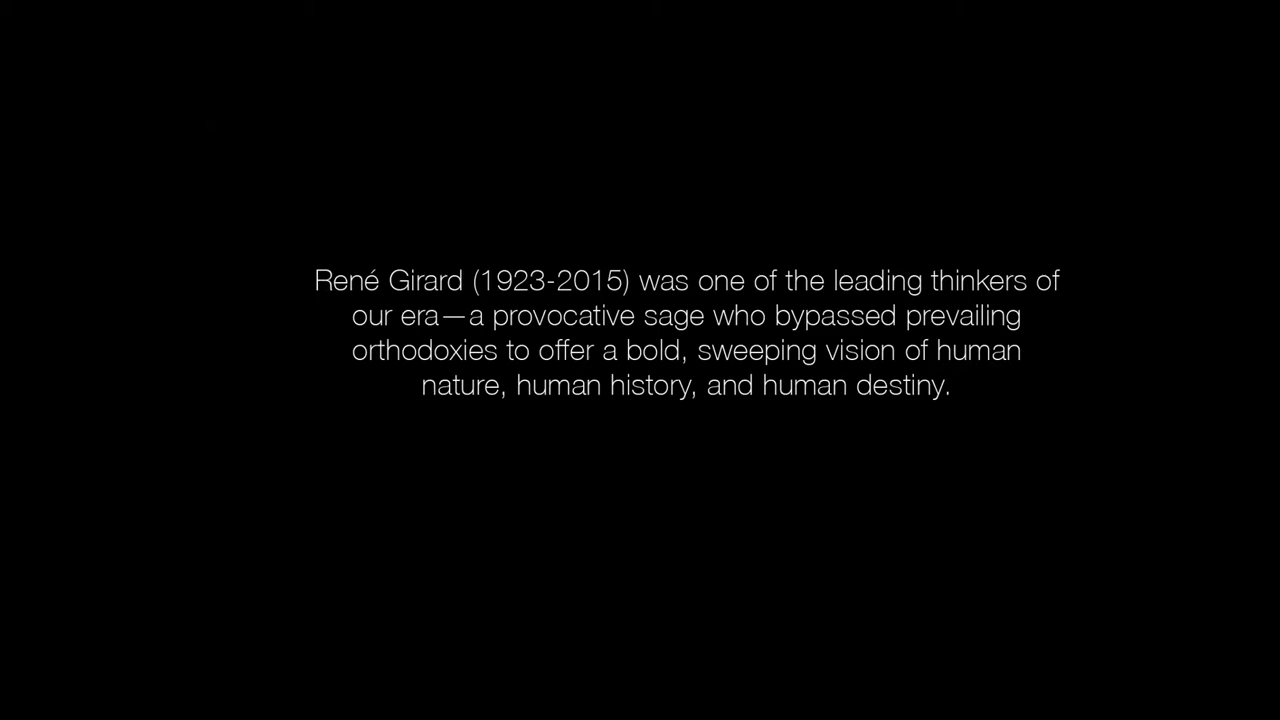 René Girard (1923-2015) was one of the leading thinkers of
our era—a provocative sage who bypassed prevailing
orthodoxies to offer a bold, sweeping vision of human
nature, human history, and human destiny.